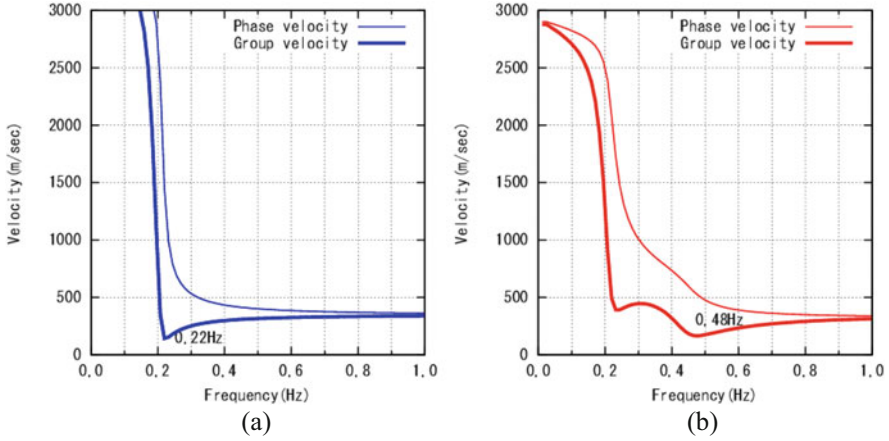 3000
2500
2000
1500
1000
500
0
Velocity(m/sec)
Phase velocity
Group velocity
0.22Hz
0.0 0.2 0.4 0.6 0.8 1.0
Frequency(Hz)
(a)
3000
2500
2000
1500
1000
500
0
Velocity(m/sec)
Phase velocity
Group velocity
0.48Hz
0.0 0.2 0.4 0.6 0.8 1.0
Frequency(Hz)
(b)